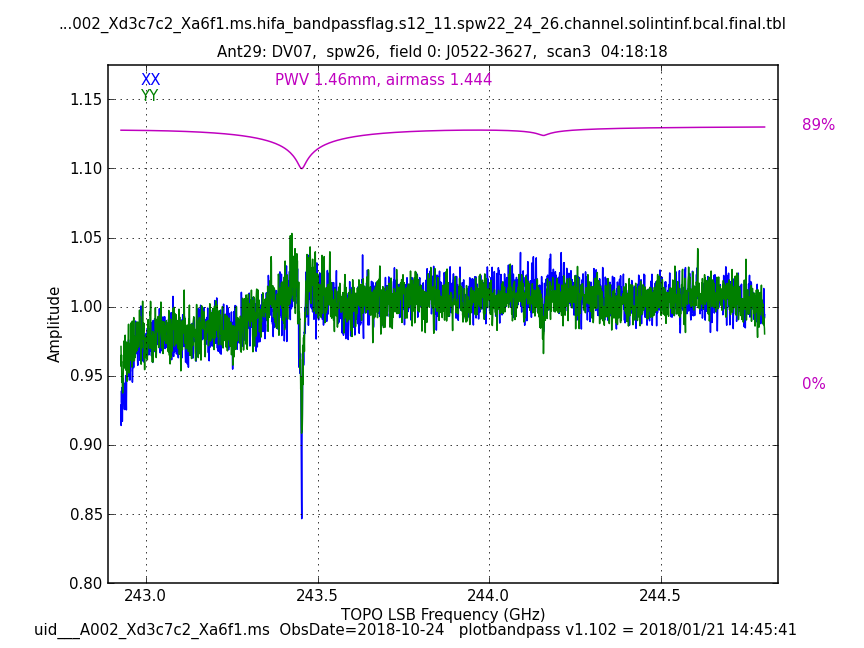 ...002_Xd3c7c2_Xa6f1.ms.hifa_bandpassflag.s12_11.spw22_24_26.channel.solintinf.bcal.final.tbl
Ant29: DV07,  spw26,  field 0: J0522-3627,  scan3  04:18:18
XX
PWV 1.46mm, airmass 1.444
YY
1.15
89%
1.10
1.05
1.00
Amplitude
0.95
0%
0.90
0.85
0.80
243.0 243.5 244.0 244.5
TOPO LSB Frequency (GHz)
uid___A002_Xd3c7c2_Xa6f1.ms  ObsDate=2018-10-24   plotbandpass v1.102 = 2018/01/21 14:45:41